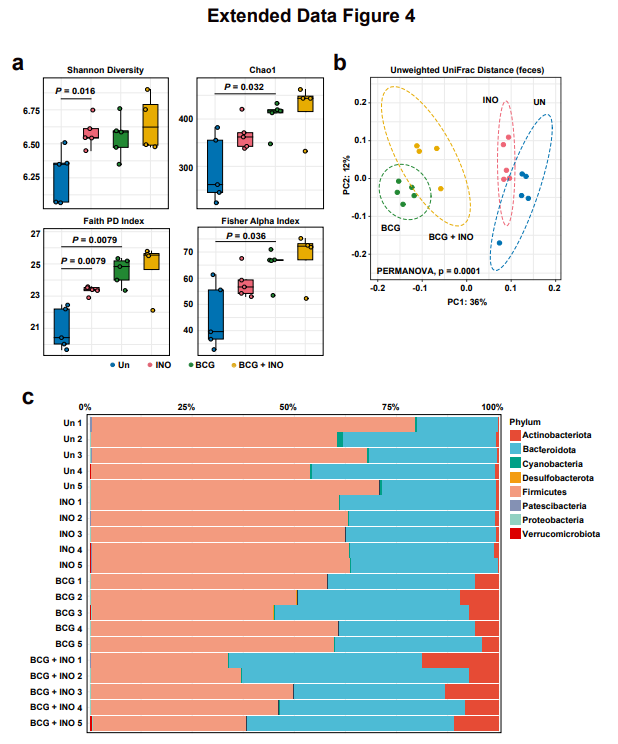 Extended Data Figure 4
a
Shannon Diversity
P = 0.016
6.75
6.50
6.25
Chao1
P = 0.032
400
300
Faith PD Index
P = 0.0079
P = 0.0079
27
25
23
21
Fisher Alpha Index
P = 0.036
70
60
50
40
Un INO BCG BCG + INO
b
Unweighted UniFrac Distance (feces)
INO
UN
BCG
BCG + INO
PERMANOVA, p = 0.0001
PC2: 12%
0.2
0.1
0.0
-0.1
-0.2
-0.2 -0.1 0.0 0.1 0.2
PC1: 36%
c
0% 25% 50% 75% 100%
Un 1
Un 2
Un 3
Un 4
Un 5
INO 1
INO 2
INO 3
INO 4
INO 5
BCG 1
BCG 2
BCG 3
BCG 4
BCG 5
BCG + INO 1
BCG + INO 2
BCG + INO 3
BCG + INO 4
BCG + INO 5
Phylum
Actinobacteriota
Bacteroidota
Cyanobacteria
Desulfobacterota
Firmicutes
Patescibacteria
Proteobacteria
Verrucomicrobiota